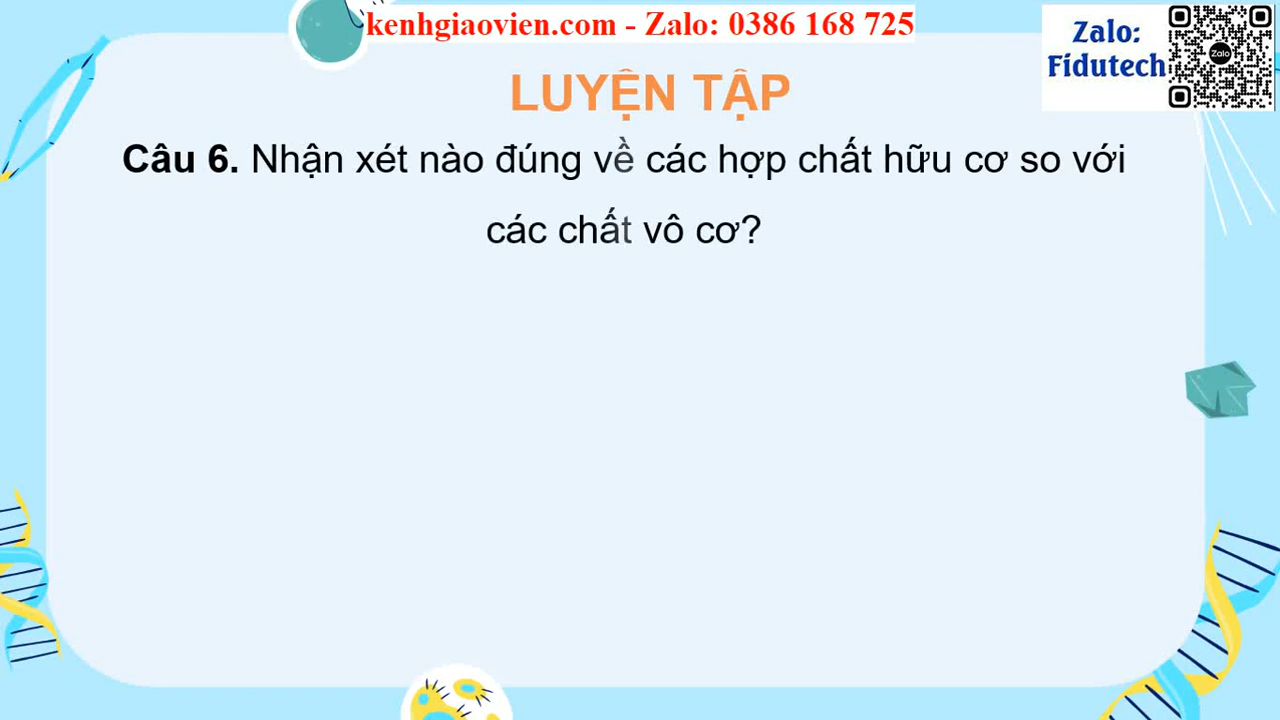 kenhgiaovien.com - Zalo: 0386 168 725
Zalo:
Fidutech
Zalo
LUYỆN TẬP
Câu 6. Nhận xét nào đúng về các hợp chất hữu cơ so với
các chất vô cơ?